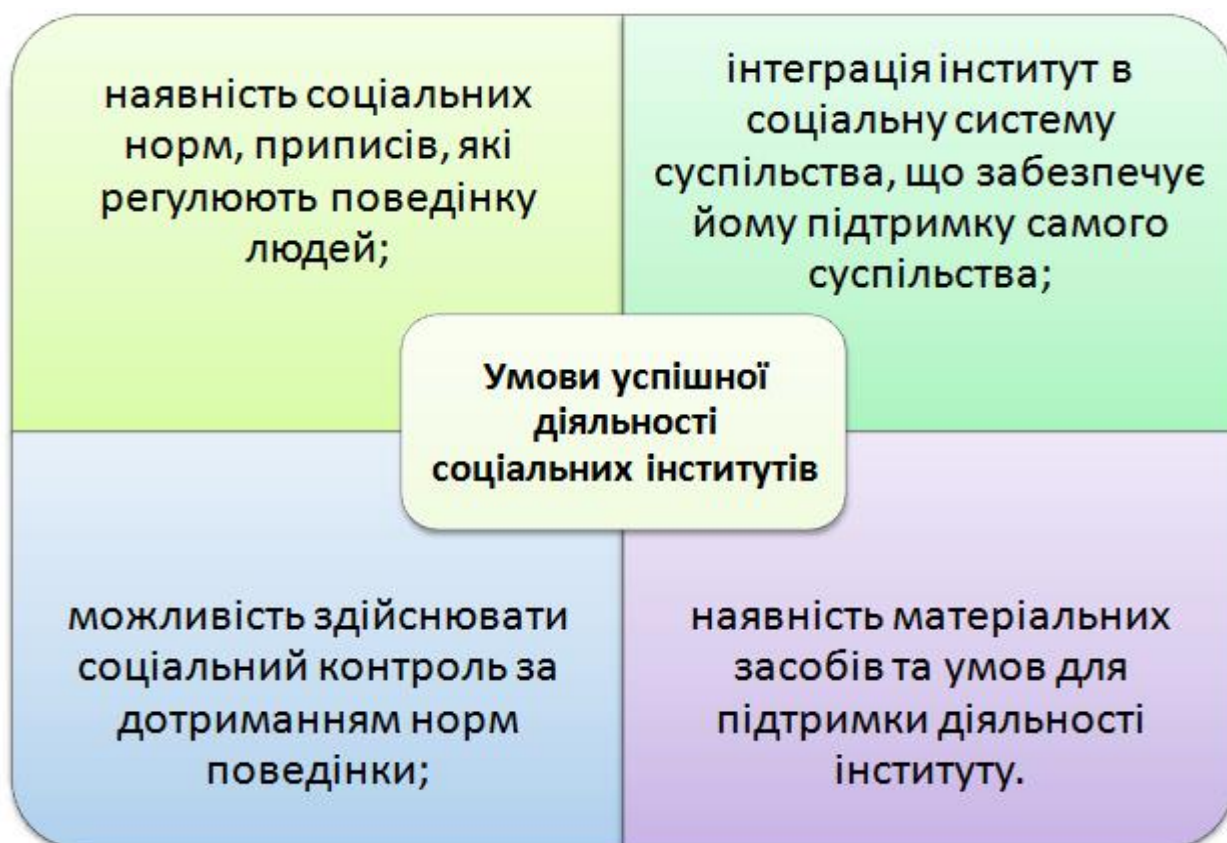 наявність соціальних
норм, приписів, які
регулюють поведінку
людей;
інтеграція інститут в
соціальну систему
суспільства, що забезпечує
йому підтримку самого
суспільства;
Умови успішної
діяльності
соціальних інститутів
можливість здійснювати
соціальний контроль за
дотриманням норм
поведінки;
наявність матеріальних
засобів та умов для
підтримки діяльності
інституту.